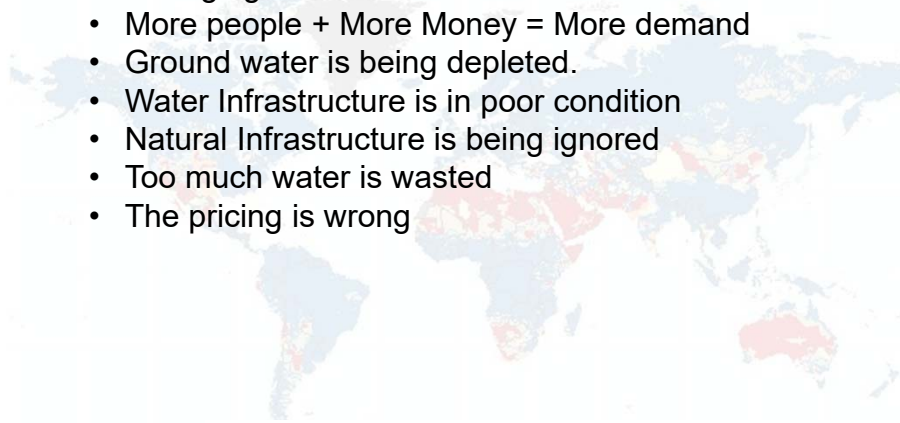 • More people + More Money = More demand
• Ground water is being depleted.
• Water Infrastructure is in poor condition
• Natural Infrastructure is being ignored
• Too much water is wasted
• The pricing is wrong